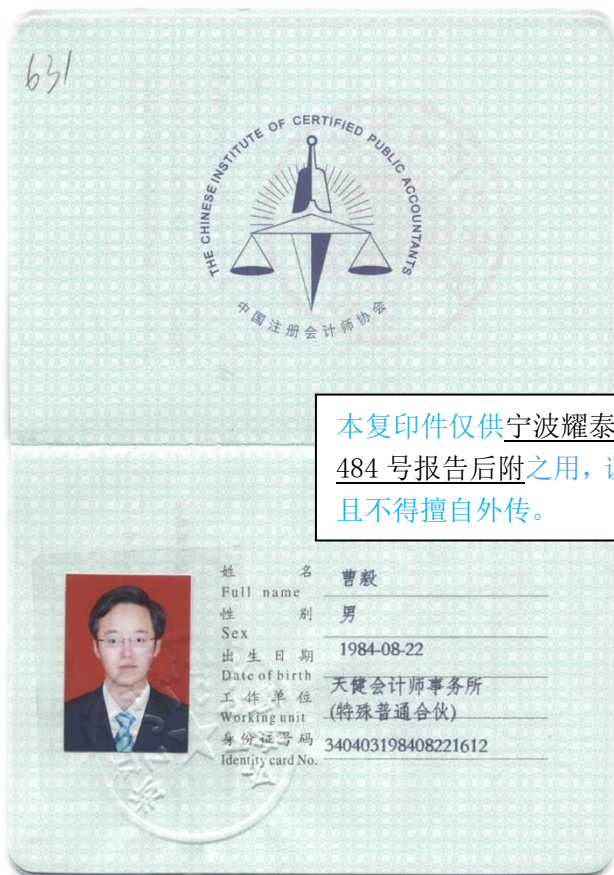 631
THE CHINESE INSTITUTE OF CERTIFIED PUBLIC ACCOUNTANTS
中国注册会计师协会
本复印件仅供宁波耀泰
484 号报告后附之用，
且不得擅自外传。
姓 名 曹毅
Full name
性 别 男
Sex
出生日期 1984-08-22
Date of birth
工作单位 天健会计师事务所
Working unit (特殊普通合伙)
身份证号码 340403198408221612
Identity card No.